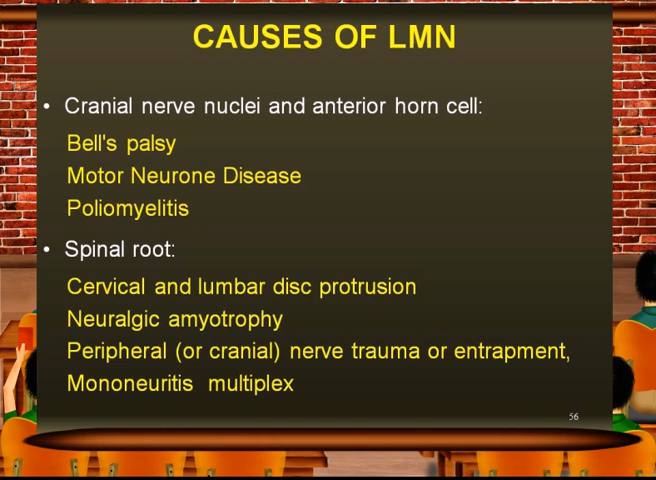 CAUSES OF LMN
• Cranial nerve nuclei and anterior horn cell:
Bell's palsy
Motor Neurone Disease
Poliomyelitis
• Spinal root:
Cervical and lumbar disc protrusion
Neuralgic amyotrophy
Peripheral (or cranial) nerve trauma or entrapment,
Mononeuritis multiplex
56